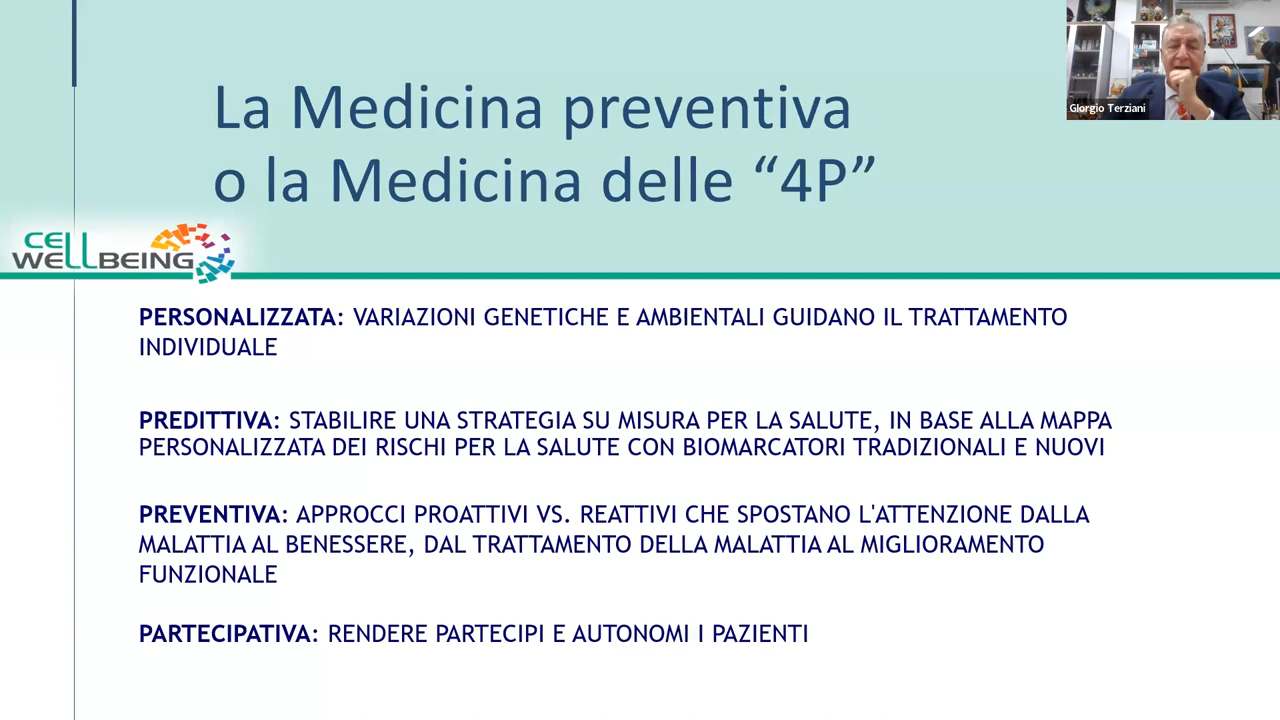 La Medicina preventiva
o la Medicina delle “4P”
Giorgio Terziani
CELL
WELLBEING
PERSONALIZZATA: VARIAZIONI GENETICHE E AMBIENTALI GUIDANO IL TRATTAMENTO
INDIVIDUALE
PREDITTIVA: STABILIRE UNA STRATEGIA SU MISURA PER LA SALUTE, IN BASE ALLA MAPPA
PERSONALIZZATA DEI RISCHI PER LA SALUTE CON BIOMARCATORI TRADIZIONALI E NUOVI
PREVENTIVA: APPROCCI PROATTIVI VS. REATTIVI CHE SPOSTANO L'ATTENZIONE DALLA
MALATTIA AL BENESSERE, DAL TRATTAMENTO DELLA MALATTIA AL MIGLIORAMENTO
FUNZIONALE
PARTECIPATIVA: RENDERE PARTECIPI E AUTONOMI I PAZIENTI